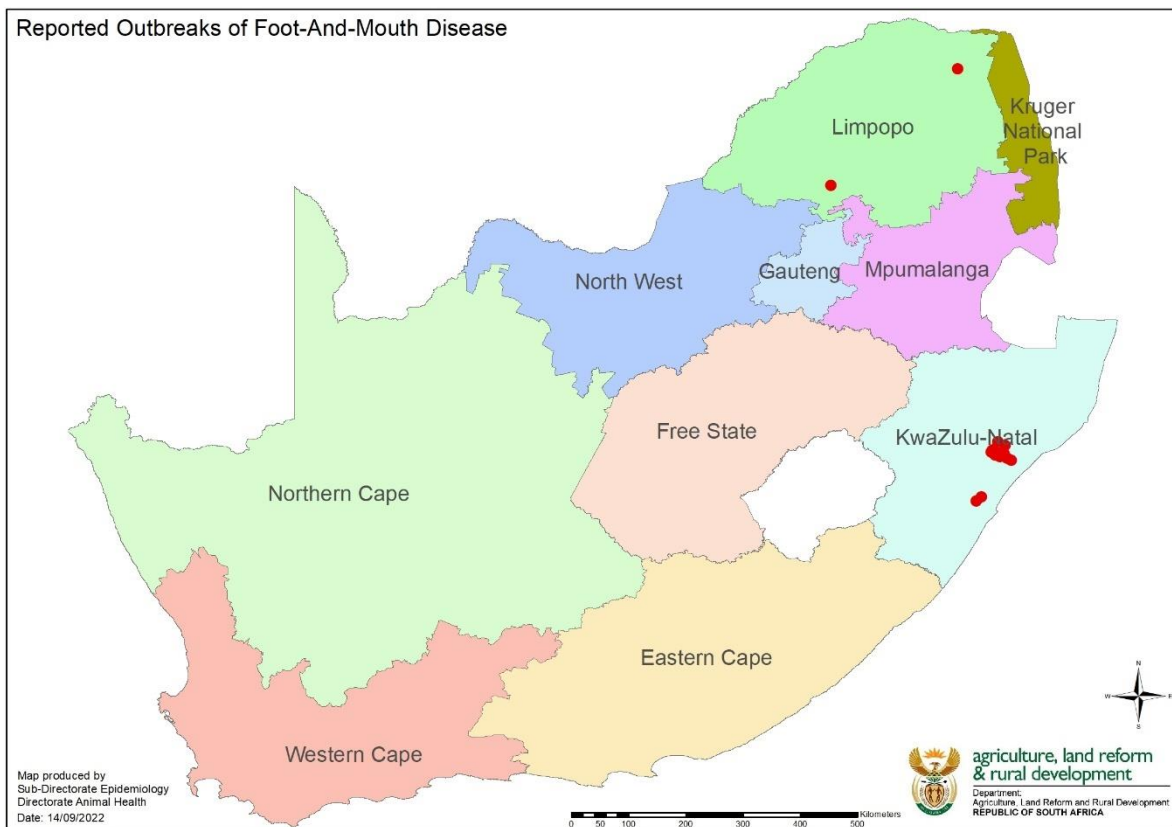 Reported Outbreaks of Foot-And-Mouth Disease
Limpopo
Kruger
National
Park
North West
Gauteng
Mpumalanga
Free State
KwaZulu-Natal
Northern Cape
Eastern Cape
Western Cape
N
W
E
S
Map produced by
Sub-Directorate Epidemiology
Directorate Animal Health
Date: 14/09/2022
Kilometers
0 50 100 200 300 400 500
agriculture, land reform
& rural development
Department:
Agriculture, Land Reform and Rural Development
REPUBLIC OF SOUTH AFRICA